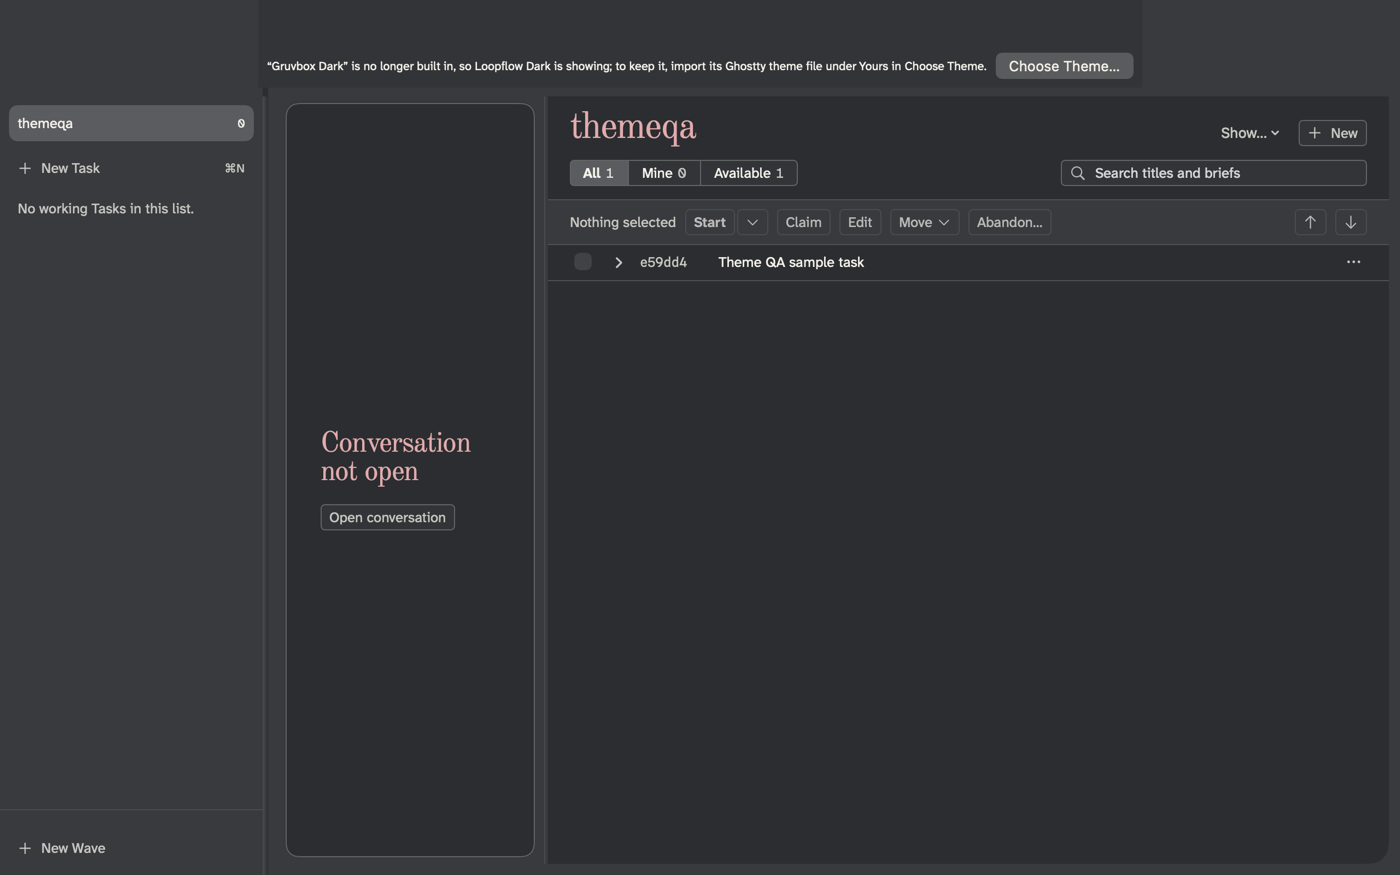 “Gruvbox Dark” is no longer built in, so Loopflow Dark is showing; to keep it, import its Ghostty theme file under Yours in Choose Theme.
Choose Theme...
themeqa 0
New Task ⌘N
No working Tasks in this list.
New Wave
Conversation
not open
Open conversation
themeqa
Show... New
All 1 Mine 0 Available 1
Search titles and briefs
Nothing selected Start Claim Edit Move Abandon...
e59dd4 Theme QA sample task